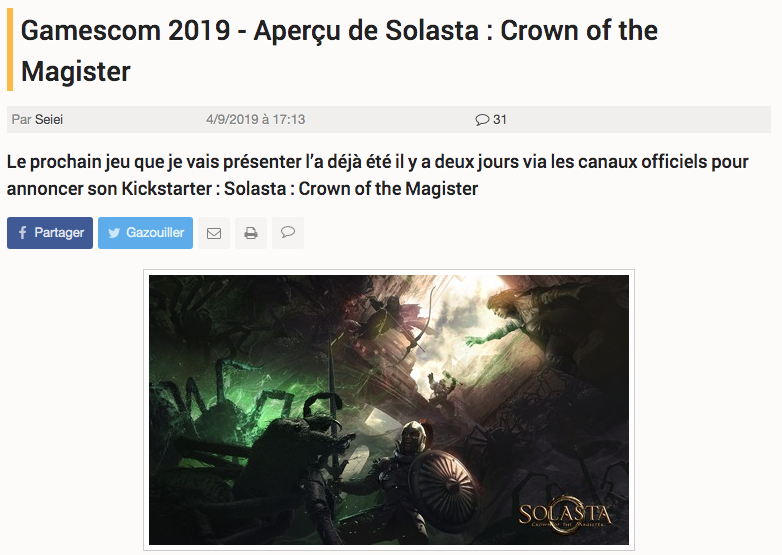 Gamescom 2019 - Aperçu de Solasta : Crown of the
Magister
Par Seiei 4/9/2019 à 17:13 31
Le prochain jeu que je vais présenter l'a déjà été il y a deux jours via les canaux officiels pour
annoncer son Kickstarter : Solasta : Crown of the Magister
Partager Gazouiller
SOLASTA
CROWN OF THE MAGISTER